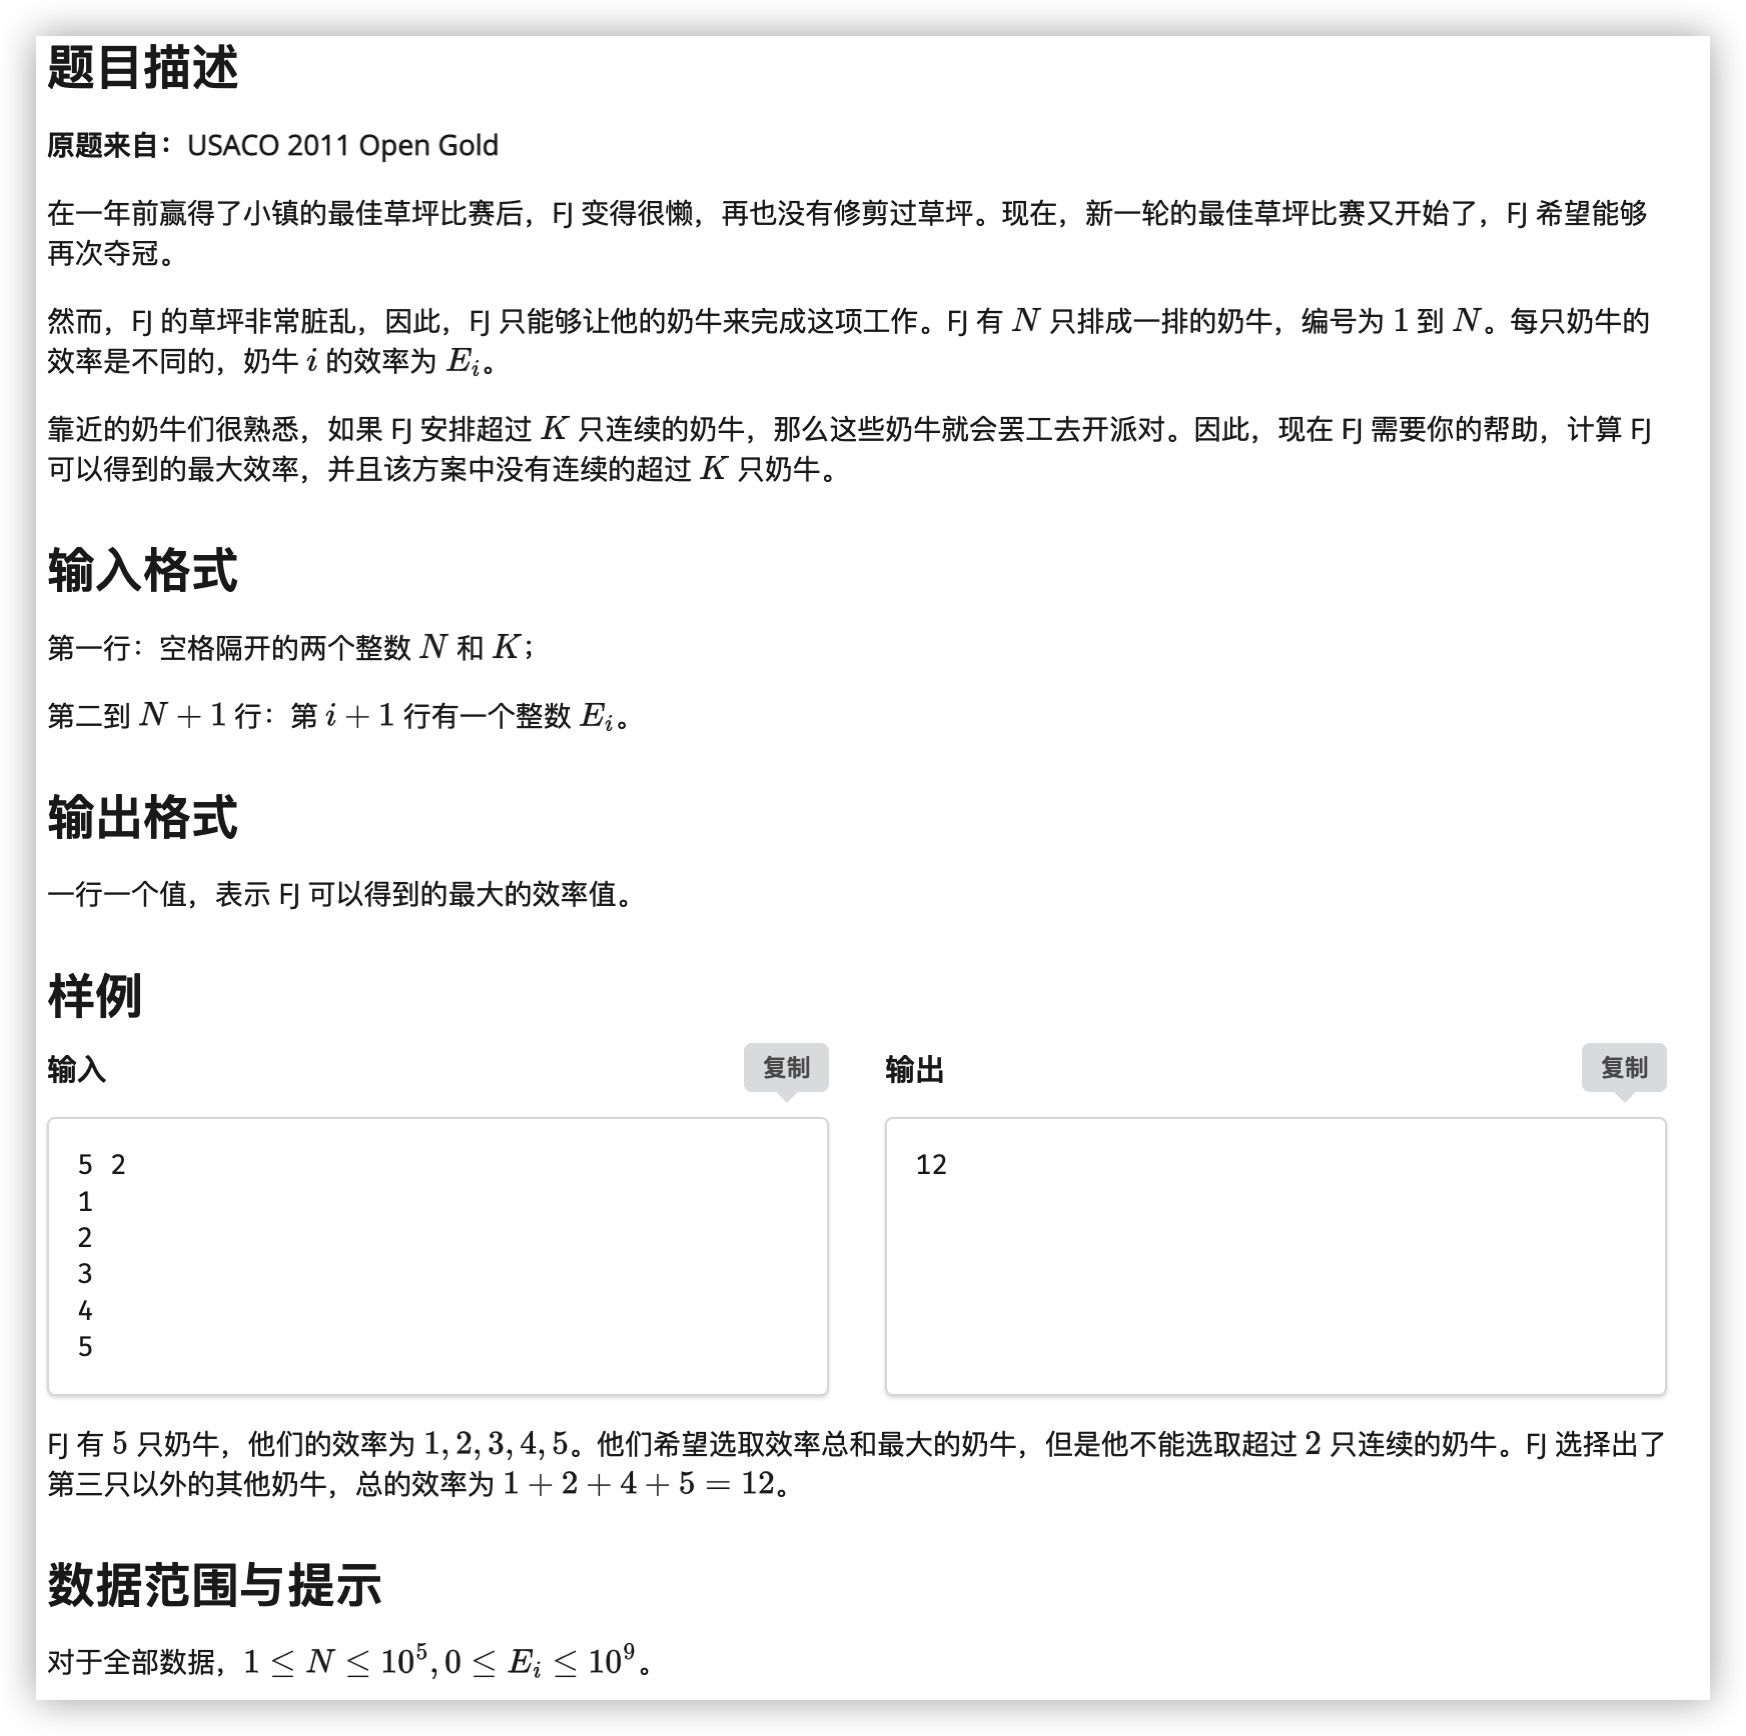 题目描述
原题来自：USACO 2011 Open Gold
在一年前赢得了小镇的最佳草坪比赛后，FJ 变得很懒，再也没有修剪过草坪。现在，新一轮的最佳草坪比赛又开始了，FJ 希望能够
再次夺冠。
然而，FJ 的草坪非常脏乱，因此，FJ 只能够让他的奶牛来完成这项工作。FJ 有 N 只排成一排的奶牛，编号为 1 到 N。每只奶牛的
效率是不同的，奶牛 i 的效率为 E_i。
靠近的奶牛们很熟悉，如果 FJ 安排超过 K 只连续的奶牛，那么这些奶牛就会罢工去开派对。因此，现在 FJ 需要你的帮助，计算 FJ
可以得到的最大效率，并且该方案中没有连续的超过 K 只奶牛。
输入格式
第一行：空格隔开的两个整数 N 和 K；
第二到 N + 1 行：第 i + 1 行有一个整数 E_i。
输出格式
一行一个值，表示 FJ 可以得到的最大的效率值。
样例
输入 复制
5 2
1
2
3
4
5
输出 复制
12
FJ 有 5 只奶牛，他们的效率为 1, 2, 3, 4, 5。他们希望选取效率总和最大的奶牛，但是他不能选取超过 2 只连续的奶牛。FJ 选择出了
第三只以外的其他奶牛，总的效率为 1 + 2 + 4 + 5 = 12。
数据范围与提示
对于全部数据，1 ≤ N ≤ 10^5, 0 ≤ E_i ≤ 10^9。